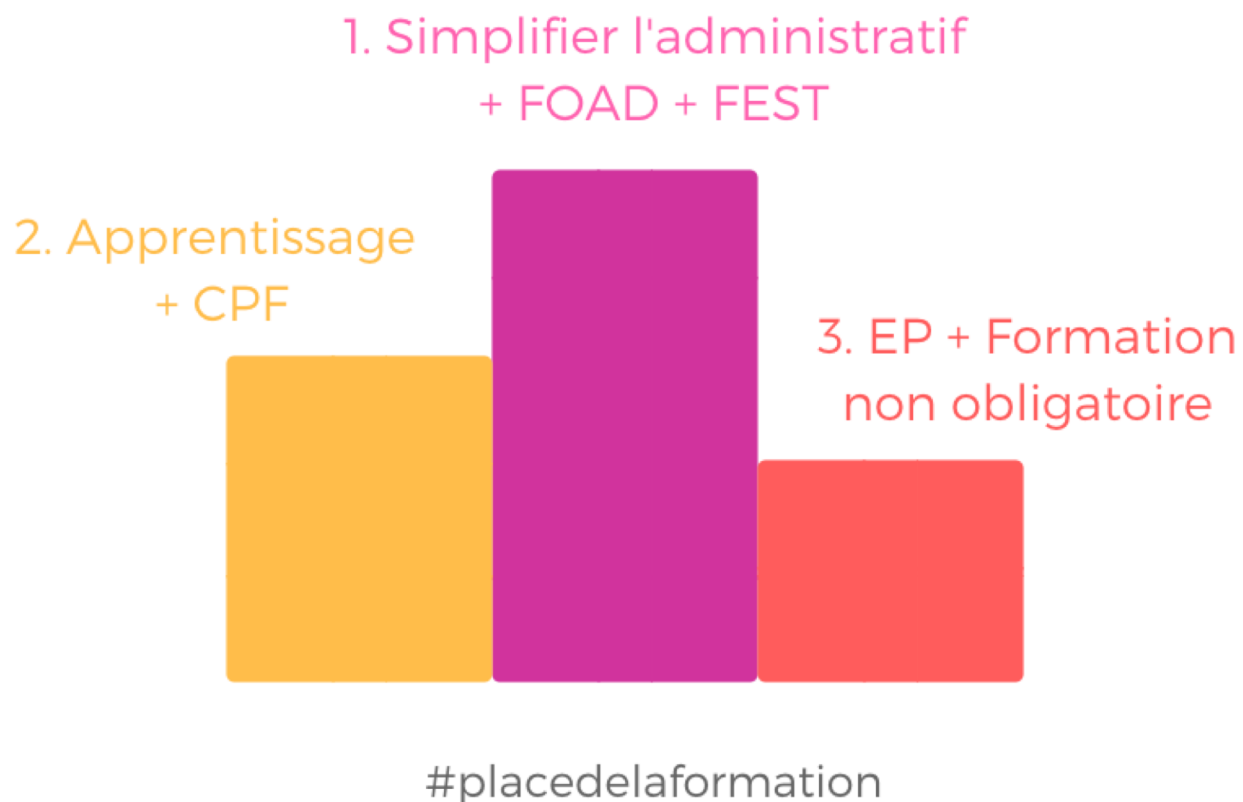 1. Simplifier l'administratif
+ FOAD + FEST
2. Apprentissage
+ CPF
3. EP + Formation
non obligatoire
#placedelaformation